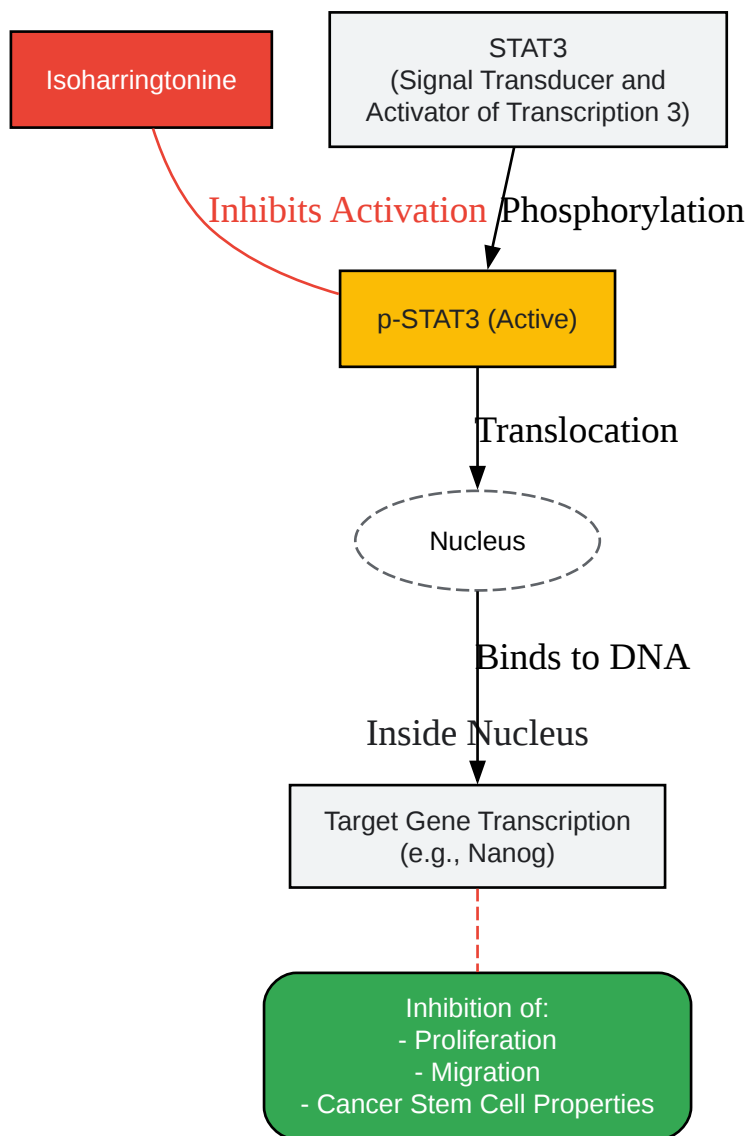 Isoharringtonine
STAT3
(Signal Transducer and
Activator of Transcription 3)
Inhibits Activation
Phosphorylation
p-STAT3 (Active)
Translocation
Nucleus
Binds to DNA
Inside Nucleus
Target Gene Transcription
(e.g., Nanog)
Inhibition of:
- Proliferation
- Migration
- Cancer Stem Cell Properties